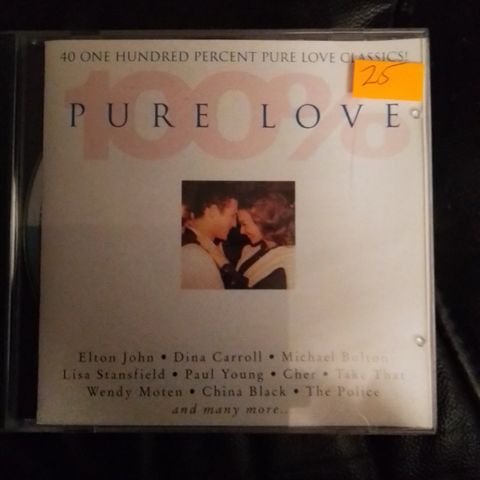 40 ONE HUNDRED PERCENT PURE LOVE CLASSICS!
25
100%
PURE LOVE
Elton John • Dina Carroll • Michael Bolton
Lisa Stansfield • Paul Young • Cher • Take That
Wendy Moten • China Black • The Police
and many more...